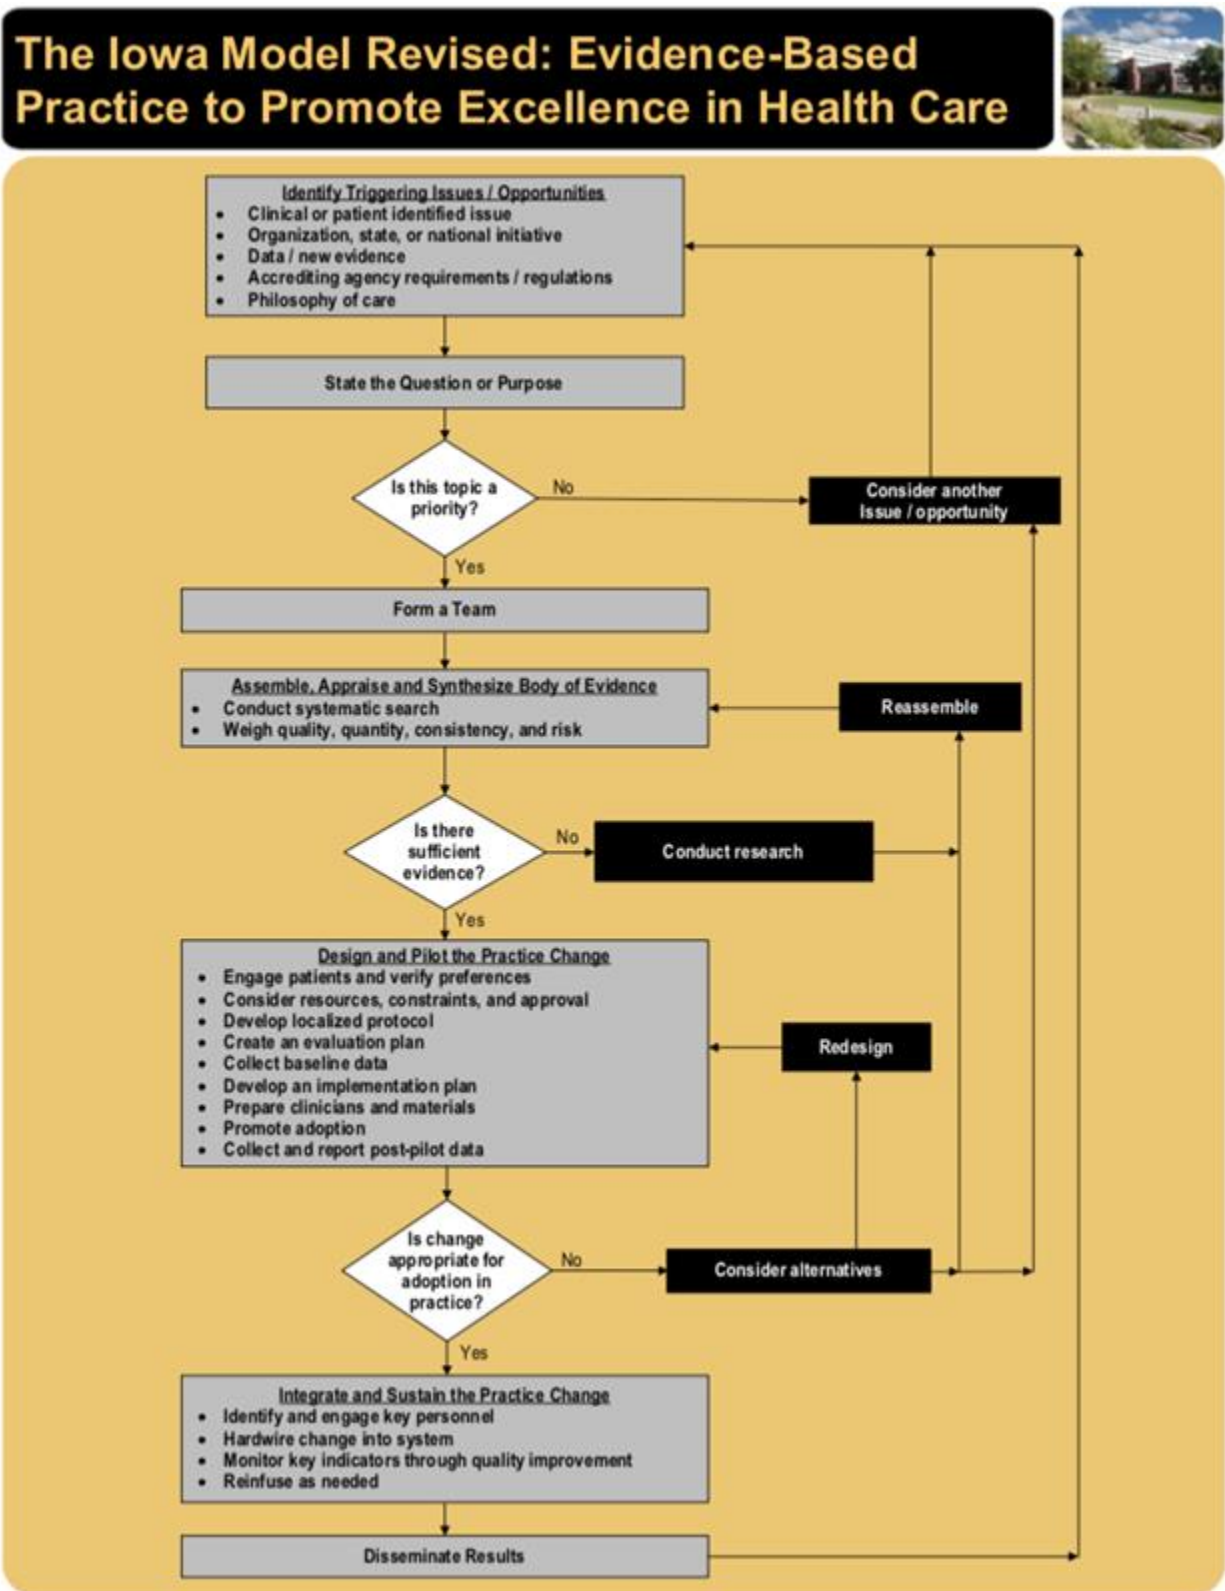 The Iowa Model Revised: Evidence-Based
Practice to Promote Excellence in Health Care
Identify Triggering Issues / Opportunities
• Clinical or patient identified issue
• Organization, state, or national initiative
• Data / new evidence
• Accrediting agency requirements / regulations
• Philosophy of care
State the Question or Purpose
Is this topic a
priority?
No
Consider another
Issue / opportunity
Yes
Form a Team
Assemble, Appraise and Synthesize Body of Evidence
• Conduct systematic search
• Weigh quality, quantity, consistency, and risk
Reassemble
Is there
sufficient
evidence?
No
Conduct research
Yes
Design and Pilot the Practice Change
• Engage patients and verify preferences
• Consider resources, constraints, and approval
• Develop localized protocol
• Create an evaluation plan
• Collect baseline data
• Develop an implementation plan
• Prepare clinicians and materials
• Promote adoption
• Collect and report post-pilot data
Redesign
Is change
appropriate for
adoption in
practice?
No
Consider alternatives
Yes
Integrate and Sustain the Practice Change
• Identify and engage key personnel
• Hardwire change into system
• Monitor key indicators through quality improvement
• Reinfuse as needed
Disseminate Results